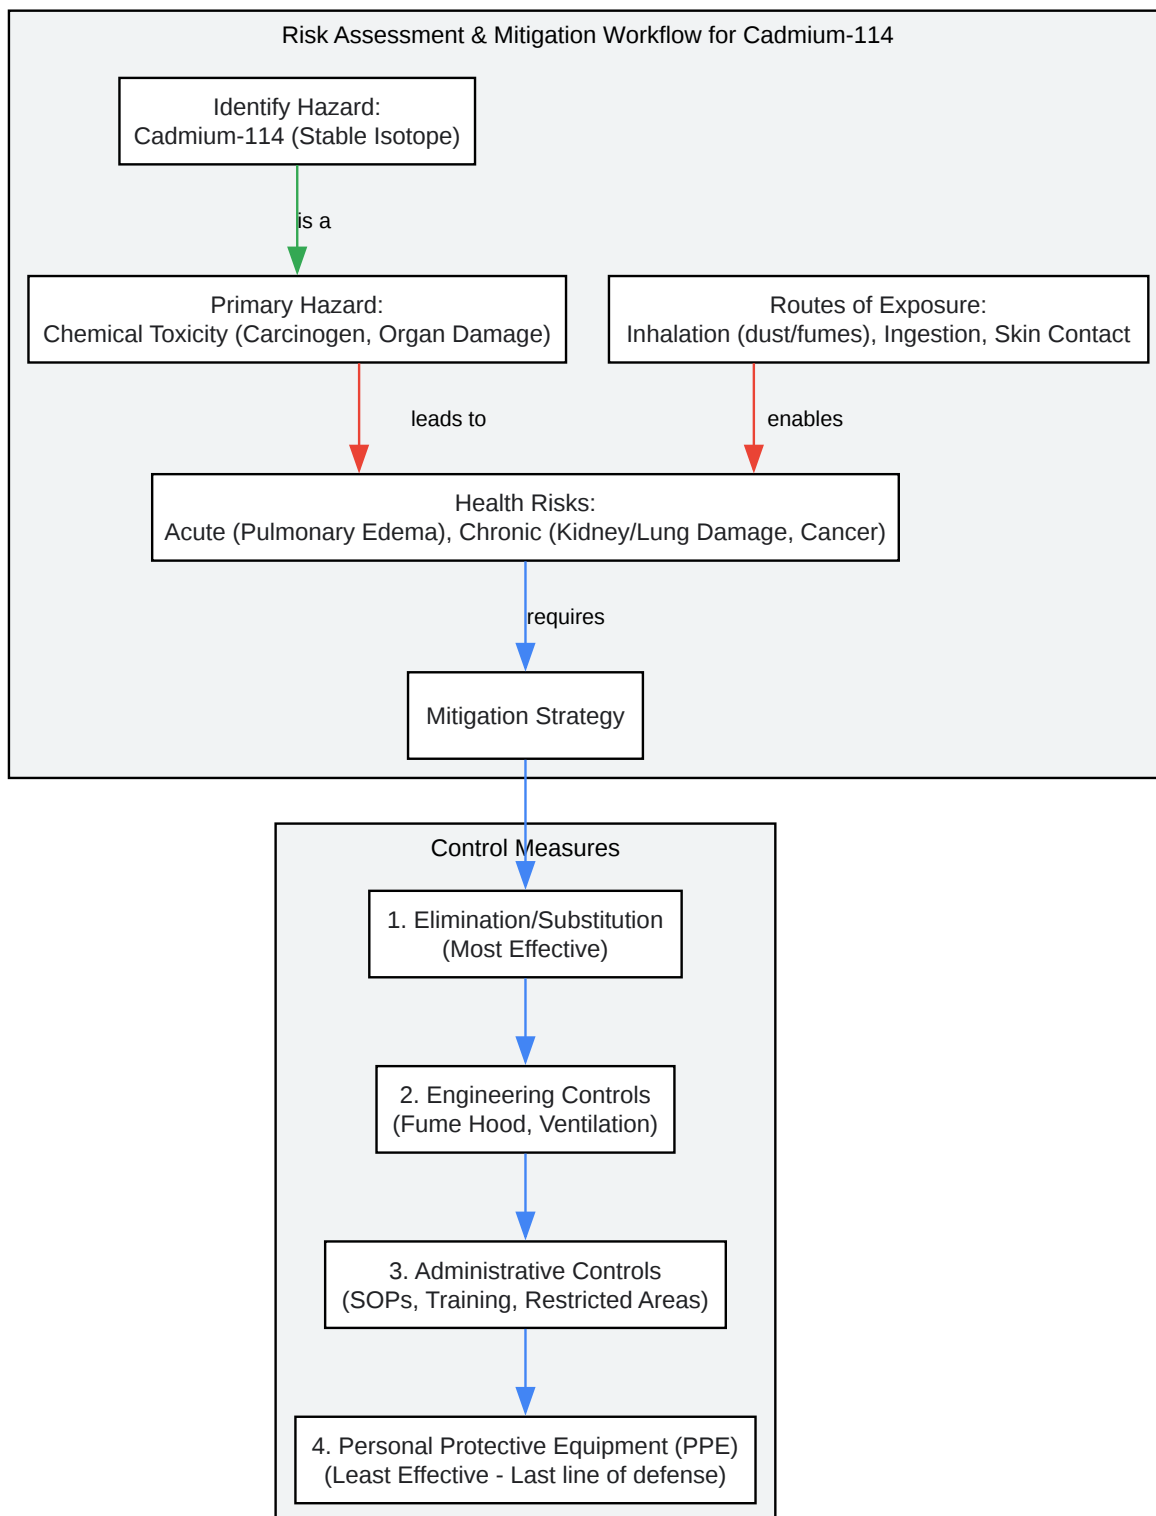 Risk Assessment & Mitigation Workflow for Cadmium-114
Identify Hazard:
Cadmium-114 (Stable Isotope)
is a
Primary Hazard:
Chemical Toxicity (Carcinogen, Organ Damage)
Routes of Exposure:
Inhalation (dust/fumes), Ingestion, Skin Contact
leads to
enables
Health Risks:
Acute (Pulmonary Edema), Chronic (Kidney/Lung Damage, Cancer)
requires
Mitigation Strategy
Control Measures
1. Elimination/Substitution
(Most Effective)
2. Engineering Controls
(Fume Hood, Ventilation)
3. Administrative Controls
(SOPs, Training, Restricted Areas)
4. Personal Protective Equipment (PPE)
(Least Effective - Last line of defense)